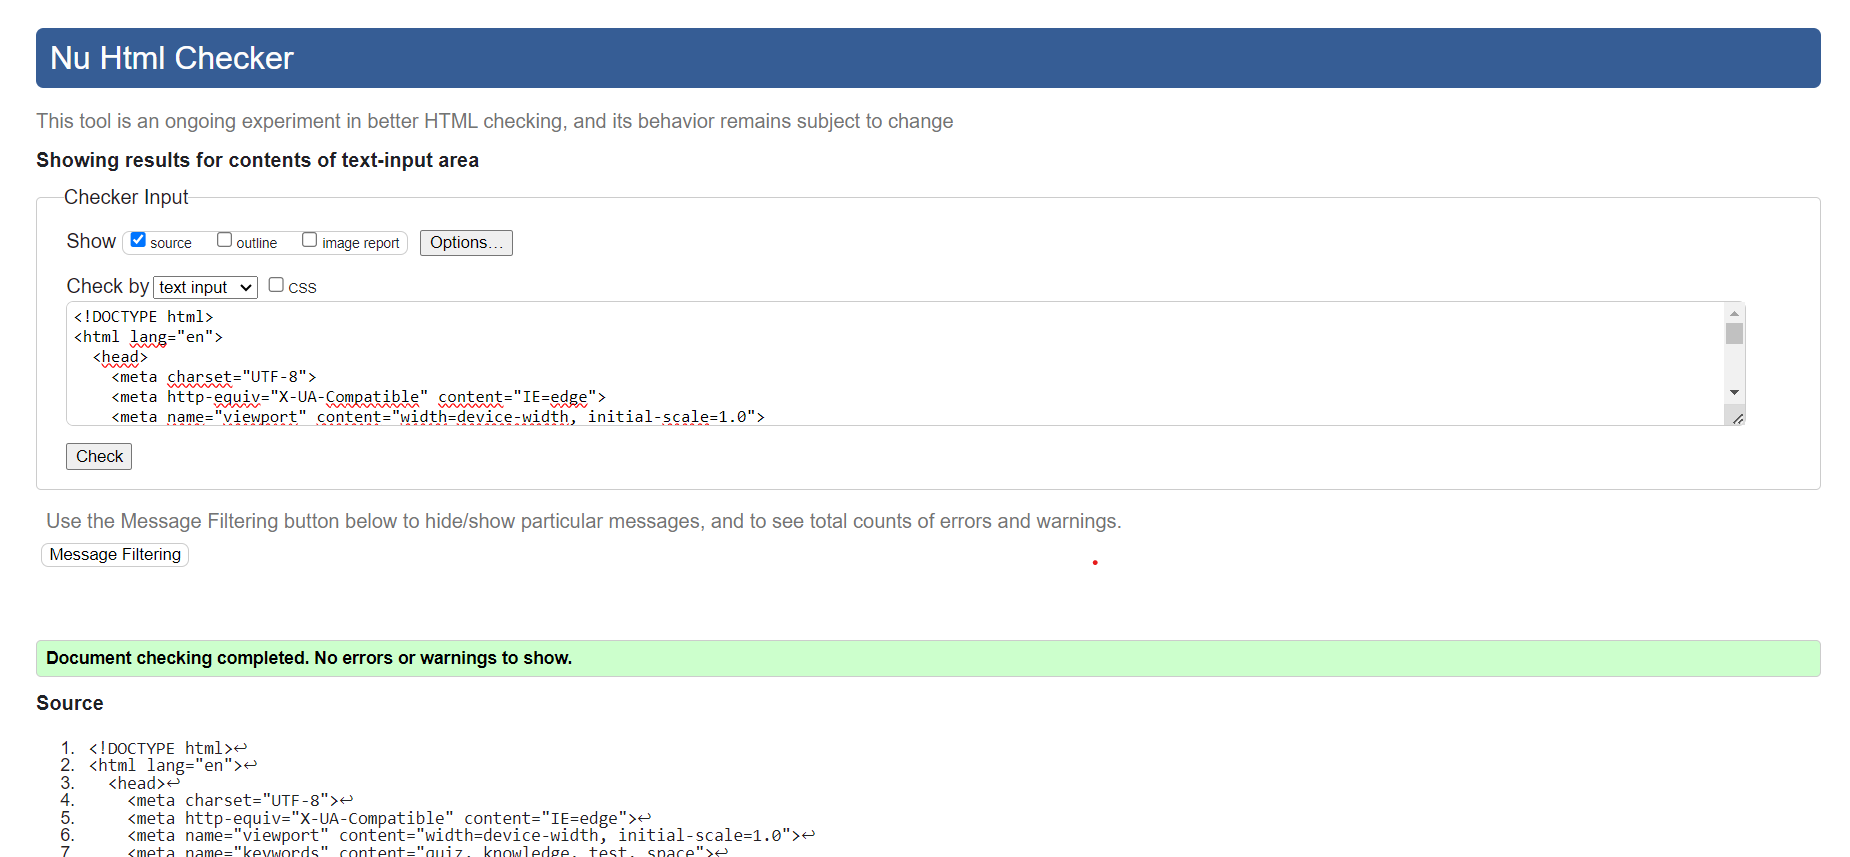 Nu Html Checker
This tool is an ongoing experiment in better HTML checking, and its behavior remains subject to change
Showing results for contents of text-input area
Checker Input
Show source outline image report Options...
Check by text input CSS
<!DOCTYPE html>
<html lang="en">
  <head>
    <meta charset="UTF-8">
    <meta http-equiv="X-UA-Compatible" content="IE=edge">
    <meta name="viewport" content="width=device-width, initial-scale=1.0">
Check
Use the Message Filtering button below to hide/show particular messages, and to see total counts of errors and warnings.
Message Filtering
Document checking completed. No errors or warnings to show.
Source
1. <!DOCTYPE html>↩
2. <html lang="en">↩
3.   <head>↩
4.     <meta charset="UTF-8">↩
5.     <meta http-equiv="X-UA-Compatible" content="IE=edge">↩
6.     <meta name="viewport" content="width=device-width, initial-scale=1.0">↩
7.     <meta name="keywords" content="quiz, knowledge, test, space">↩